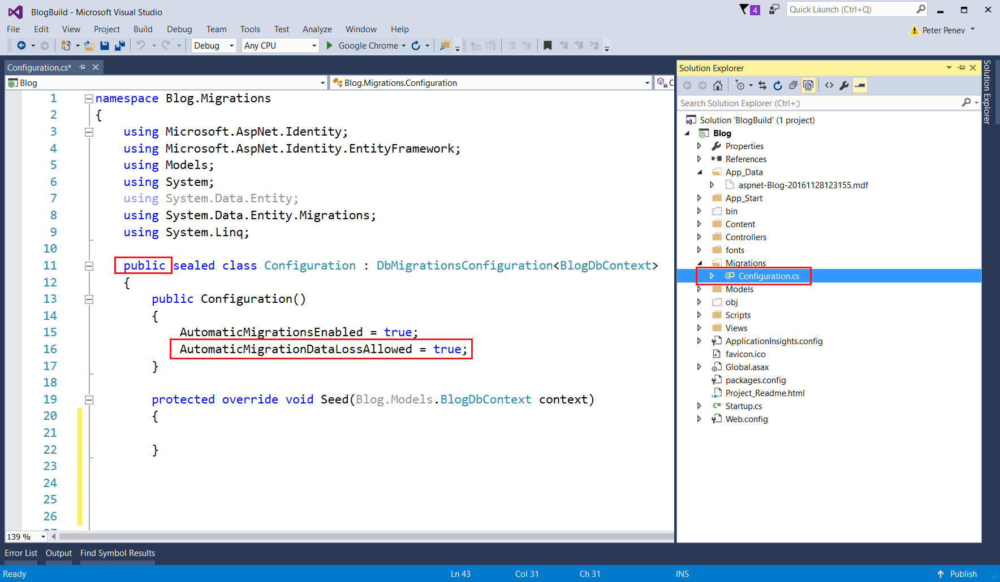 BlogBuild - Microsoft Visual Studio
4
Quick Launch (Ctrl+Q)
File Edit View Project Build Debug Team Tools Test Analyze Window Help
Peter Penev
Debug Any CPU Google Chrome
Configuration.cs*
Blog Blog.Migrations.Configuration
1 namespace Blog.Migrations
2 {
3 using Microsoft.AspNet.Identity;
4 using Microsoft.AspNet.Identity.EntityFramework;
5 using Models;
6 using System;
7 using System.Data.Entity;
8 using System.Data.Entity.Migrations;
9 using System.Linq;
10
11 public sealed class Configuration : DbMigrationsConfiguration<BlogDbContext>
12 {
13 public Configuration()
14 {
15 AutomaticMigrationsEnabled = true;
16 AutomaticMigrationDataLossAllowed = true;
17 }
18
19 protected override void Seed(Blog.Models.BlogDbContext context)
20 {
21
22 }
23
24
25
26
139 %
Solution Explorer
Search Solution Explorer (Ctrl+;)
Solution 'BlogBuild' (1 project)
Blog
Properties
References
App_Data
aspnet-Blog-20161128123155.mdf
App_Start
bin
Content
Controllers
fonts
Migrations
C# Configuration.cs
Models
obj
Scripts
Views
ApplicationInsights.config
favicon.ico
Global.asax
packages.config
Project_Readme.html
C# Startup.cs
Web.config
Solution Explorer
Error List Output Find Symbol Results
Ready Ln 43 Col 31 Ch 31 INS Publish